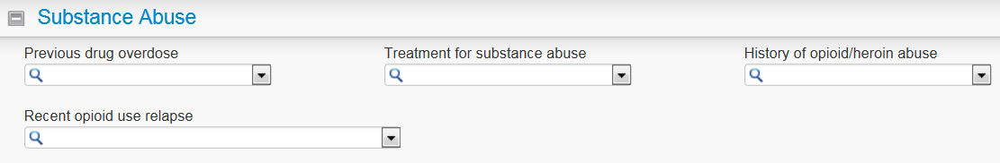 Substance Abuse
Previous drug overdose
Treatment for substance abuse
History of opioid/heroin abuse
Recent opioid use relapse